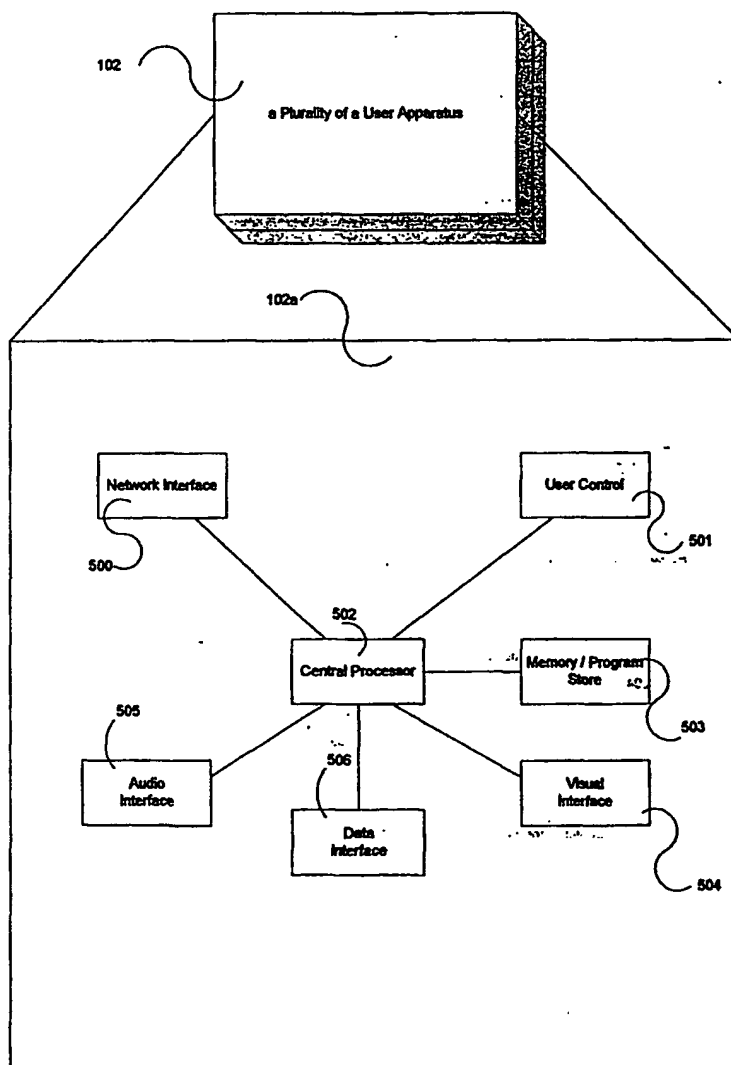 102
a Plurality of a User Apparatus
102a
Network Interface
User Control
500
501
502
Central Processor
Memory / Program
Store
503
505
506
Audio
Interface
Visual
Interface
Data
Interface
504